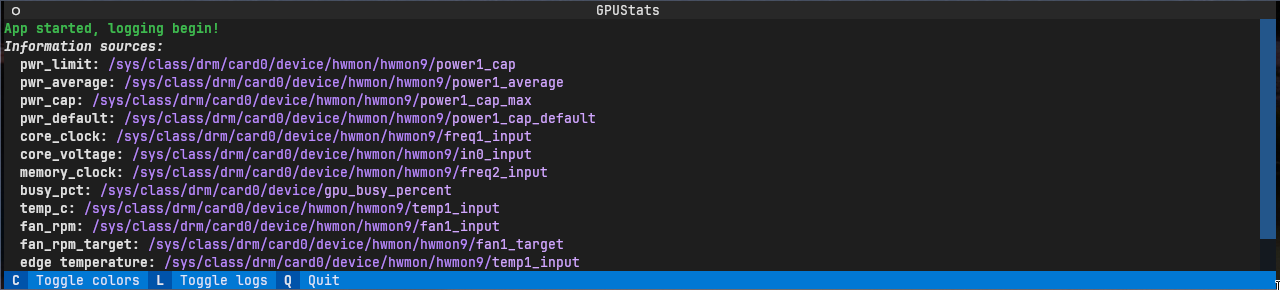 GPUStats
App started, logging begin!
Information sources:
pwr_limit: /sys/class/drm/card0/device/hwmon/hwmon9/power1_cap
pwr_average: /sys/class/drm/card0/device/hwmon/hwmon9/power1_average
pwr_cap: /sys/class/drm/card0/device/hwmon/hwmon9/power1_cap_max
pwr_default: /sys/class/drm/card0/device/hwmon/hwmon9/power1_cap_default
core_clock: /sys/class/drm/card0/device/hwmon/hwmon9/freq1_input
core_voltage: /sys/class/drm/card0/device/hwmon/hwmon9/in0_input
memory_clock: /sys/class/drm/card0/device/hwmon/hwmon9/freq2_input
busy_pct: /sys/class/drm/card0/device/gpu_busy_percent
temp_c: /sys/class/drm/card0/device/hwmon/hwmon9/temp1_input
fan_rpm: /sys/class/drm/card0/device/hwmon/hwmon9/fan1_input
fan_rpm_target: /sys/class/drm/card0/device/hwmon/hwmon9/fan1_target
edge temperature: /sys/class/drm/card0/device/hwmon/hwmon9/temp1_input
C Toggle colors L Toggle logs Q Quit